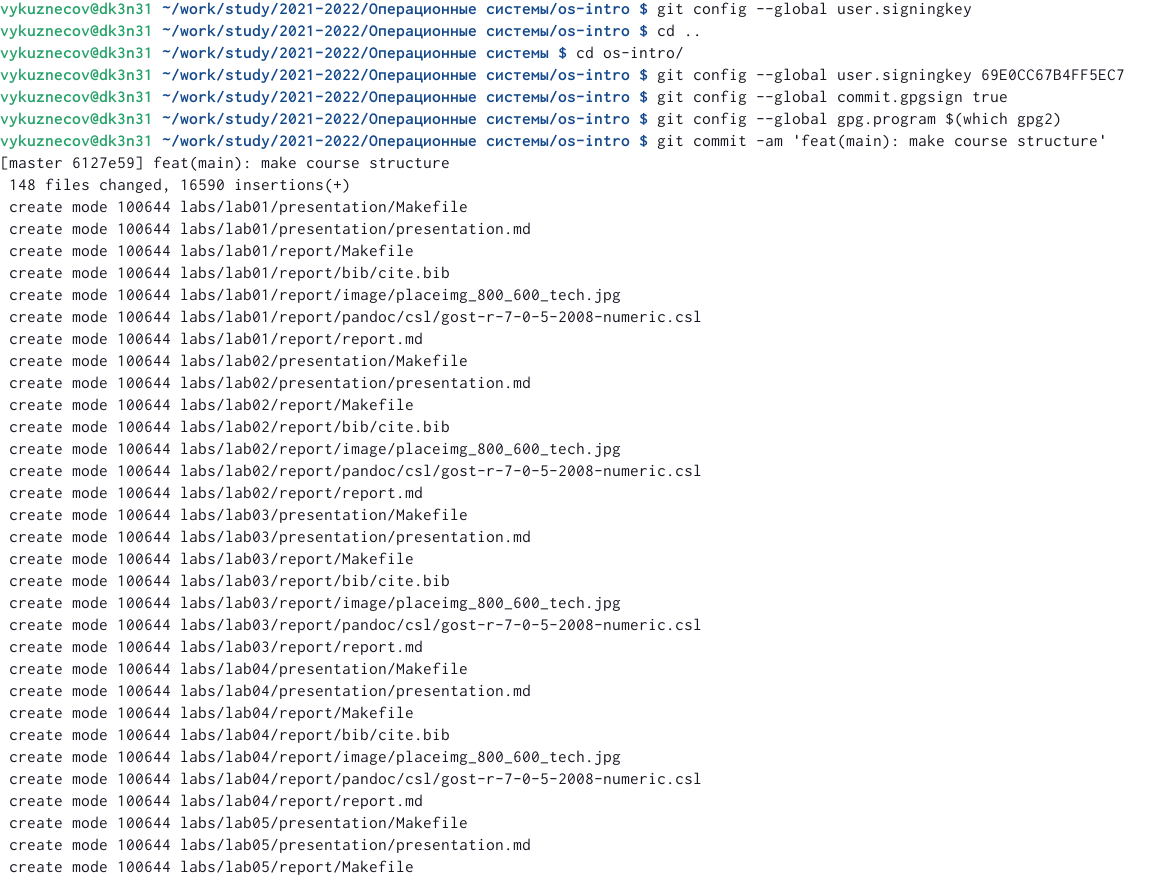 vykuznecov@dk3n31 ~/work/study/2021-2022/Операционные системы/os-intro $ git config --global user.signingkey
vykuznecov@dk3n31 ~/work/study/2021-2022/Операционные системы/os-intro $ cd ..
vykuznecov@dk3n31 ~/work/study/2021-2022/Операционные системы $ cd os-intro/
vykuznecov@dk3n31 ~/work/study/2021-2022/Операционные системы/os-intro $ git config --global user.signingkey 69E0CC67B4FF5EC7
vykuznecov@dk3n31 ~/work/study/2021-2022/Операционные системы/os-intro $ git config --global commit.gpgsign true
vykuznecov@dk3n31 ~/work/study/2021-2022/Операционные системы/os-intro $ git config --global gpg.program $(which gpg2)
vykuznecov@dk3n31 ~/work/study/2021-2022/Операционные системы/os-intro $ git commit -am 'feat(main): make course structure'
[master 6127e59] feat(main): make course structure
 148 files changed, 16590 insertions(+)
 create mode 100644 labs/lab01/presentation/Makefile
 create mode 100644 labs/lab01/presentation/presentation.md
 create mode 100644 labs/lab01/report/Makefile
 create mode 100644 labs/lab01/report/bib/cite.bib
 create mode 100644 labs/lab01/report/image/placeimg_800_600_tech.jpg
 create mode 100644 labs/lab01/report/pandoc/csl/gost-r-7-0-5-2008-numeric.csl
 create mode 100644 labs/lab01/report/report.md
 create mode 100644 labs/lab02/presentation/Makefile
 create mode 100644 labs/lab02/presentation/presentation.md
 create mode 100644 labs/lab02/report/Makefile
 create mode 100644 labs/lab02/report/bib/cite.bib
 create mode 100644 labs/lab02/report/image/placeimg_800_600_tech.jpg
 create mode 100644 labs/lab02/report/pandoc/csl/gost-r-7-0-5-2008-numeric.csl
 create mode 100644 labs/lab02/report/report.md
 create mode 100644 labs/lab03/presentation/Makefile
 create mode 100644 labs/lab03/presentation/presentation.md
 create mode 100644 labs/lab03/report/Makefile
 create mode 100644 labs/lab03/report/bib/cite.bib
 create mode 100644 labs/lab03/report/image/placeimg_800_600_tech.jpg
 create mode 100644 labs/lab03/report/pandoc/csl/gost-r-7-0-5-2008-numeric.csl
 create mode 100644 labs/lab03/report/report.md
 create mode 100644 labs/lab04/presentation/Makefile
 create mode 100644 labs/lab04/presentation/presentation.md
 create mode 100644 labs/lab04/report/Makefile
 create mode 100644 labs/lab04/report/bib/cite.bib
 create mode 100644 labs/lab04/report/image/placeimg_800_600_tech.jpg
 create mode 100644 labs/lab04/report/pandoc/csl/gost-r-7-0-5-2008-numeric.csl
 create mode 100644 labs/lab04/report/report.md
 create mode 100644 labs/lab05/presentation/Makefile
 create mode 100644 labs/lab05/presentation/presentation.md
 create mode 100644 labs/lab05/report/Makefile